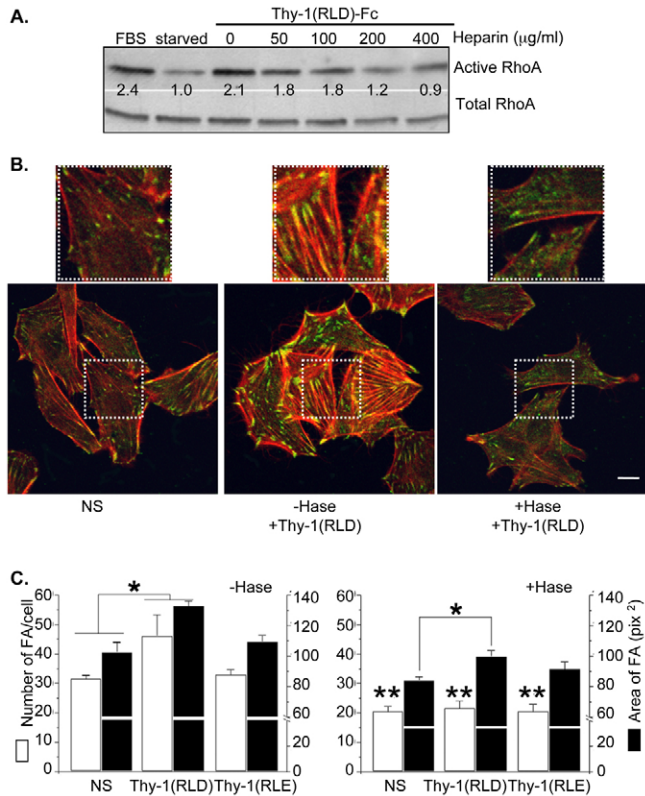 A.
Thy-1(RLD)-Fc
FBS starved 0 50 100 200 400 Heparin (µg/ml)
Active RhoA
2.4 1.0 2.1 1.8 1.8 1.2 0.9
Total RhoA
B.
NS
-Hase
+Thy-1(RLD)
+Hase
+Thy-1(RLD)
C.
Number of FA/cell
60
50
40
30
20
10
0
*
-Hase
140
120
100
80
60
20
0
NS Thy-1(RLD) Thy-1(RLE)
60
50
40
30
20
10
0
*
** ** **
+Hase
140
120
100
80
60
40
20
0
NS Thy-1(RLD) Thy-1(RLE)
Area of FA (pix ²)